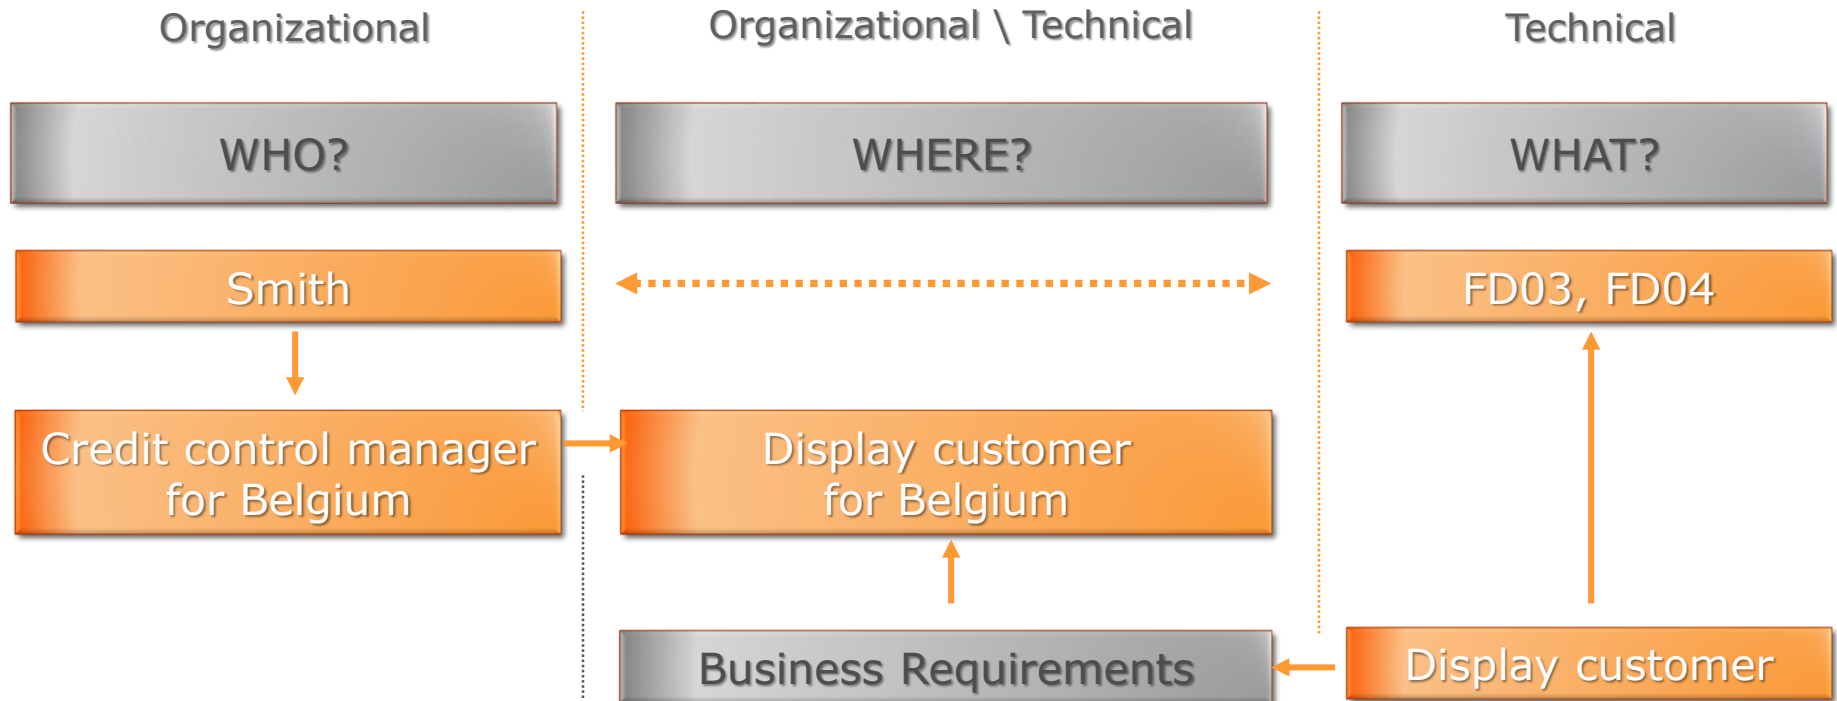 Organizational
Organizational \ Technical
Technical
WHO?
WHERE?
WHAT?
Smith
FD03, FD04
Credit control manager
for Belgium
Display customer
for Belgium
Business Requirements
Display customer